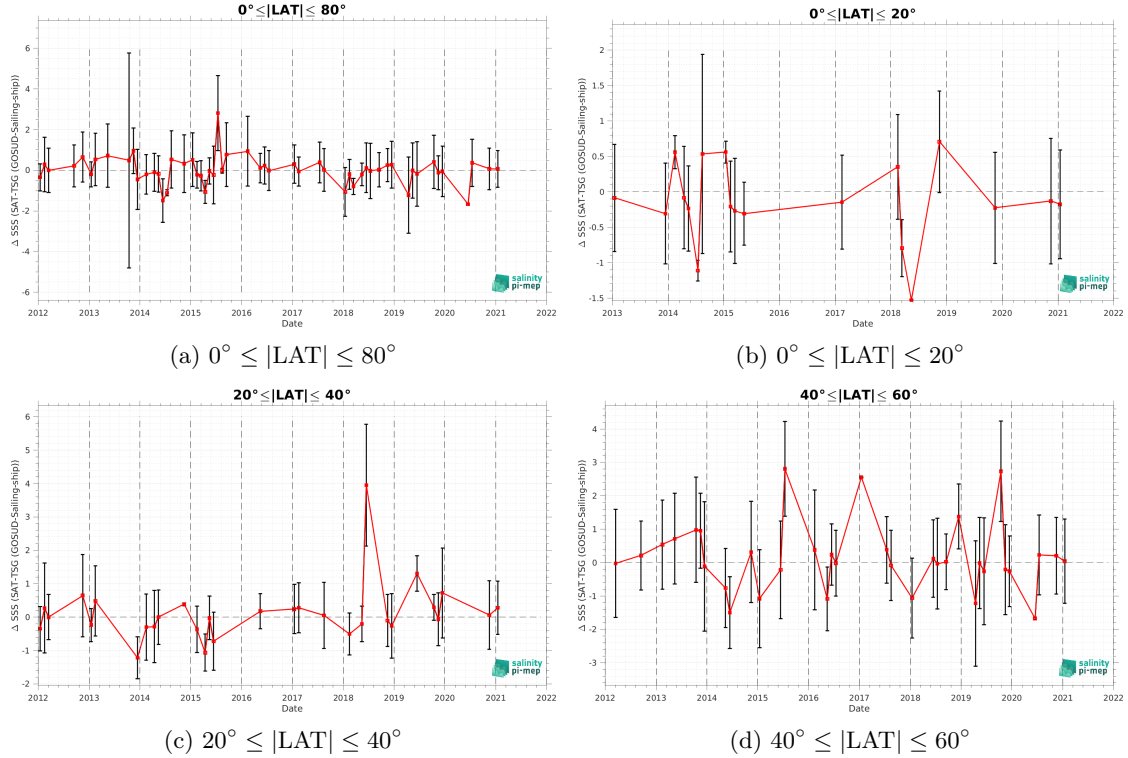 0°≤|LAT|≤ 80°
Δ SSS (SAT-TSG (GOSUD-Sailing-ship))
6
4
2
0
-2
-4
-6
2012 2013 2014 2015 2016 2017 2018 2019 2020 2021 2022
Date
salinity
pi-mep
(a) 0° ≤ |LAT| ≤ 80°
0°≤|LAT|≤ 20°
Δ SSS (SAT-TSG (GOSUD-Sailing-ship))
2
1.5
1
0.5
0
-0.5
-1
-1.5
2013 2014 2015 2016 2017 2018 2019 2020 2021 2022
Date
salinity
pi-mep
(b) 0° ≤ |LAT| ≤ 20°
20°≤|LAT|≤ 40°
Δ SSS (SAT-TSG (GOSUD-Sailing-ship))
6
5
4
3
2
1
0
-1
-2
2012 2013 2014 2015 2016 2017 2018 2019 2020 2021 2022
Date
salinity
pi-mep
(c) 20° ≤ |LAT| ≤ 40°
40°≤|LAT|≤ 60°
Δ SSS (SAT-TSG (GOSUD-Sailing-ship))
4
3
2
1
0
-1
-2
-3
2012 2013 2014 2015 2016 2017 2018 2019 2020 2021 2022
Date
salinity
pi-mep
(d) 40° ≤ |LAT| ≤ 60°